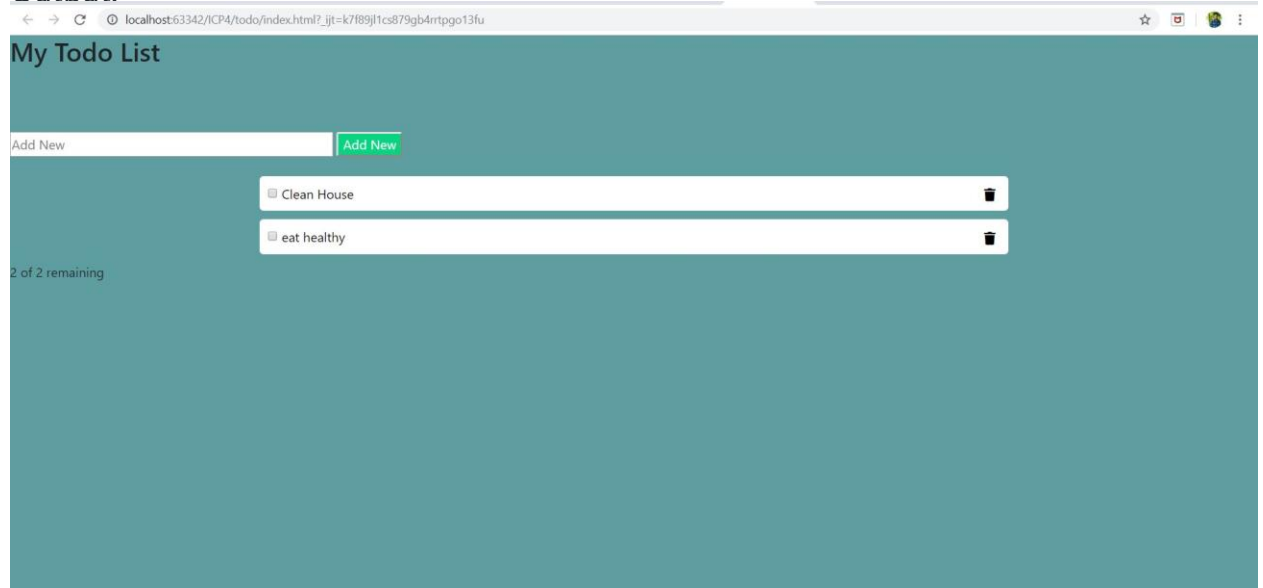 localhost:63342/ICP4/todo/index.html?_ijt=k7f89jl1cs879gb4rrtpgo13fu
My Todo List
Add New Add New
Clean House
eat healthy
2 of 2 remaining